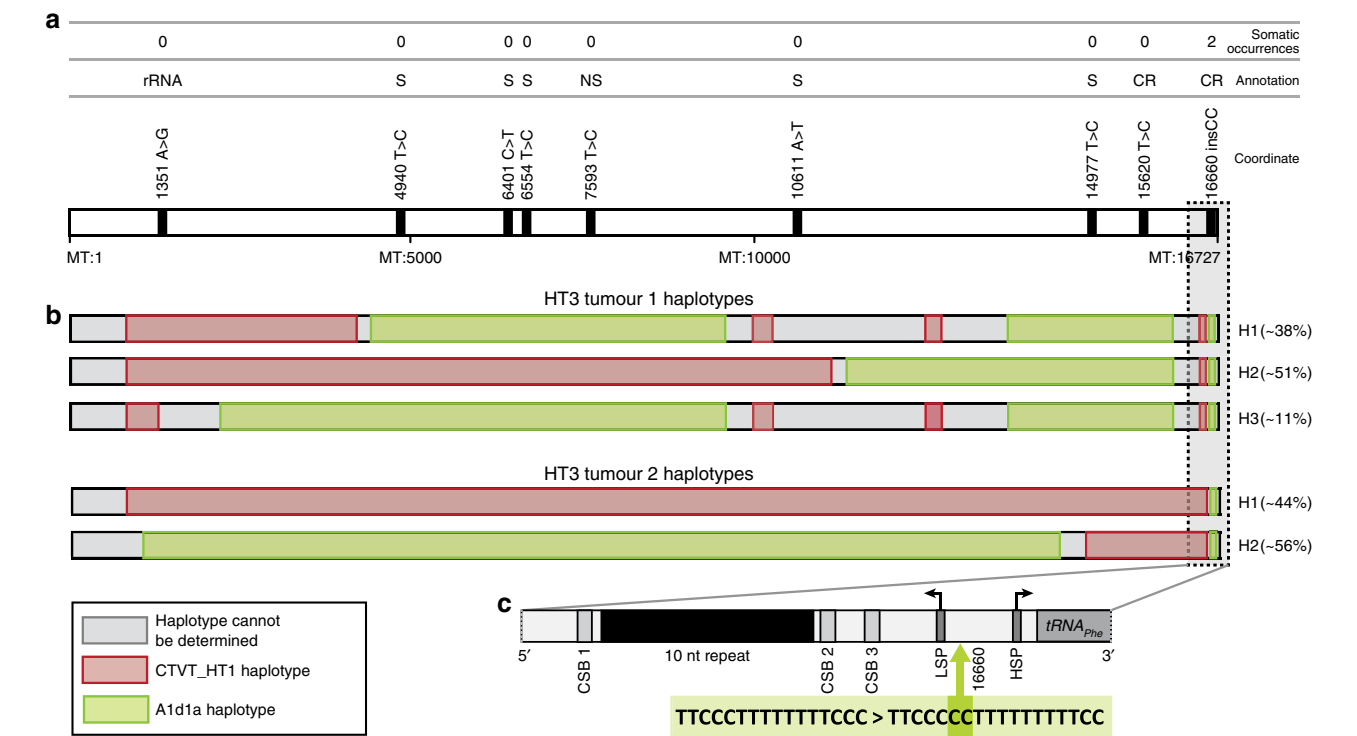 a
0 0 0 0 0 0 0 0 2
Somatic
occurrences
rRNA S S S NS S S CR CR Annotation
1351 A>G
4940 T>C
6401 C>T
6554 T>C
7593 T>C
10611 A>T
14977 T>C
15620 T>C
16660 insCC
Coordinate
MT:1 MT:5000 MT:10000 MT:16727
b
HT3 tumour 1 haplotypes
H1(~38%)
H2(~51%)
H3(~11%)
HT3 tumour 2 haplotypes
H1(~44%)
H2(~56%)
Haplotype cannot
be determined
CTVT_HT1 haplotype
A1d1a haplotype
c
tRNAPhe
5′ 10 nt repeat 3′
CSB 1
CSB 2
CSB 3
LSP
16660
HSP
TTCCCTTTTTTTTCCC > TTCCCCCTTTTTTTTTCC